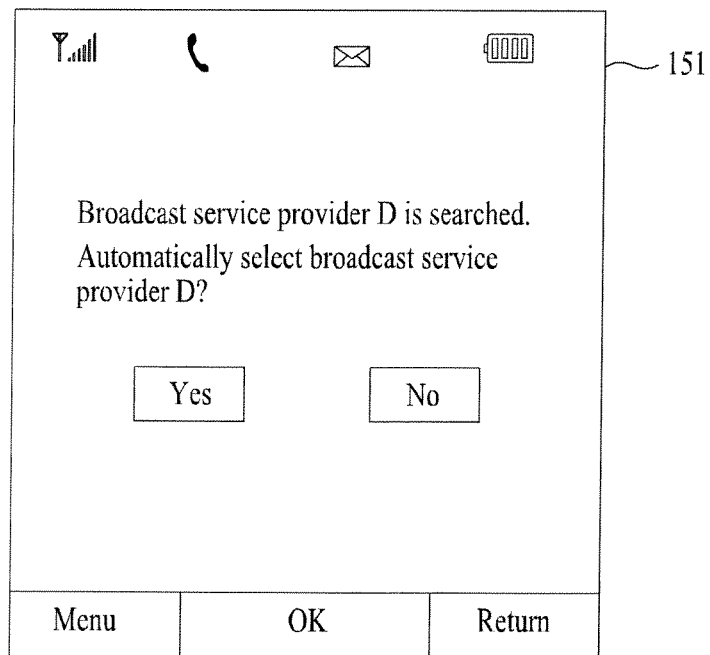 151
Broadcast service provider D is searched.
Automatically select broadcast service
provider D?
Yes No
Menu OK Return